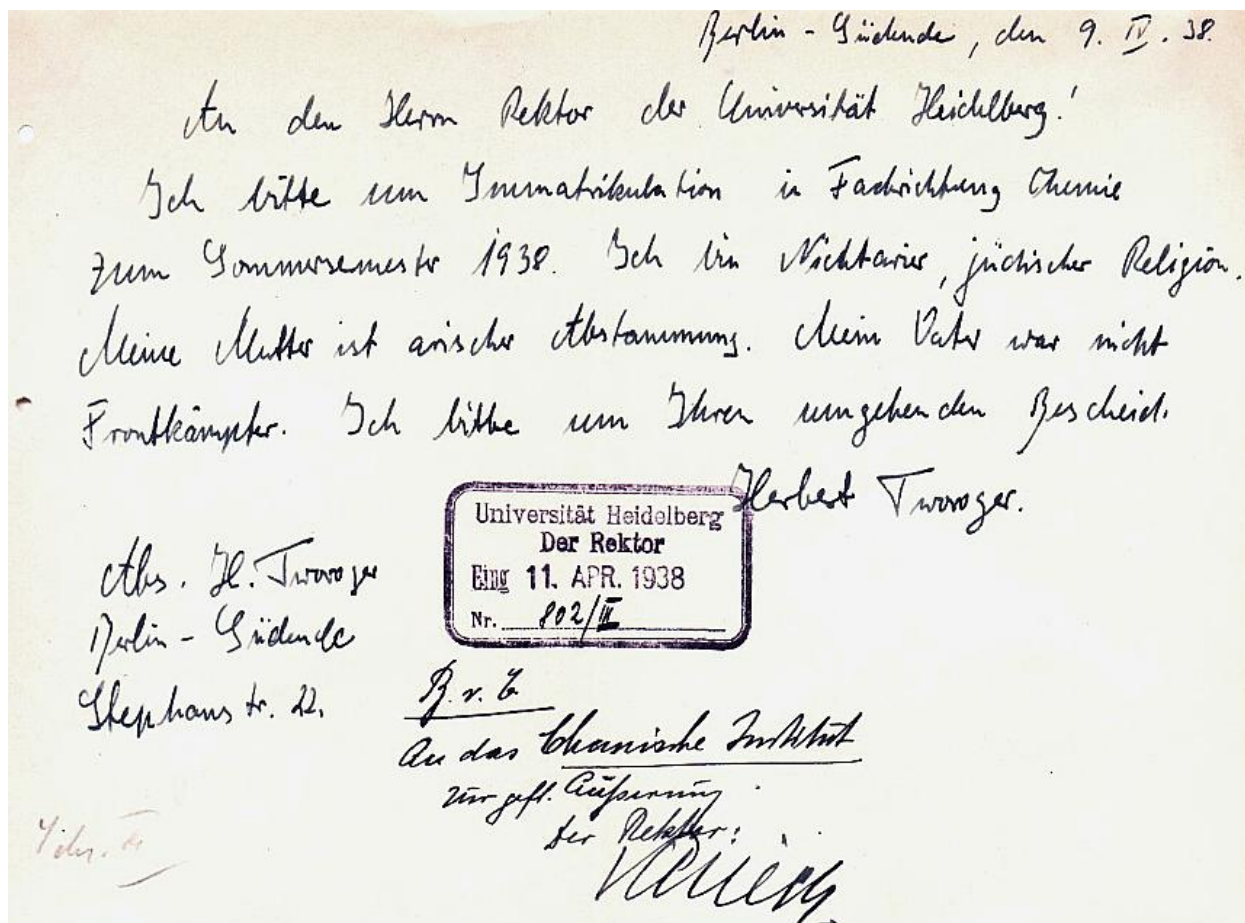 Berlin - Südende, den 9. IV. 38.
An den Herrn Rektor der Universität Heidelberg!
Ich bitte um Immatrikulation in Fachrichtung Chemie
zum Sommersemester 1938. Ich bin Nichtarier, jüdischer Religion.
Meine Mutter ist arischer Abstammung. Mein Vater war nicht
Frontkämpfer. Ich bitte um Ihren umgehenden Bescheid.
Herbert Tworoger.
Universität Heidelberg
Der Rektor
Eing 11. APR. 1938
Nr. 802/III
Abs. H. Tworoger
Berlin - Südende
Stephanstr. 22.
An das Chemische Institut
zur gefl. Äußerung.
Der Rektor: